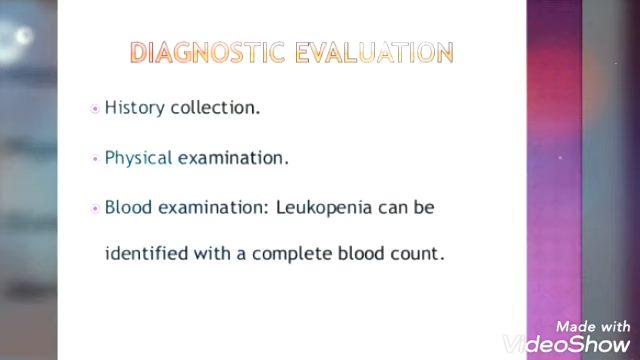 DIAGNOSTIC EVALUATION
History collection.
Physical examination.
Blood examination: Leukopenia can be
identified with a complete blood count.
Made with
VideoShow